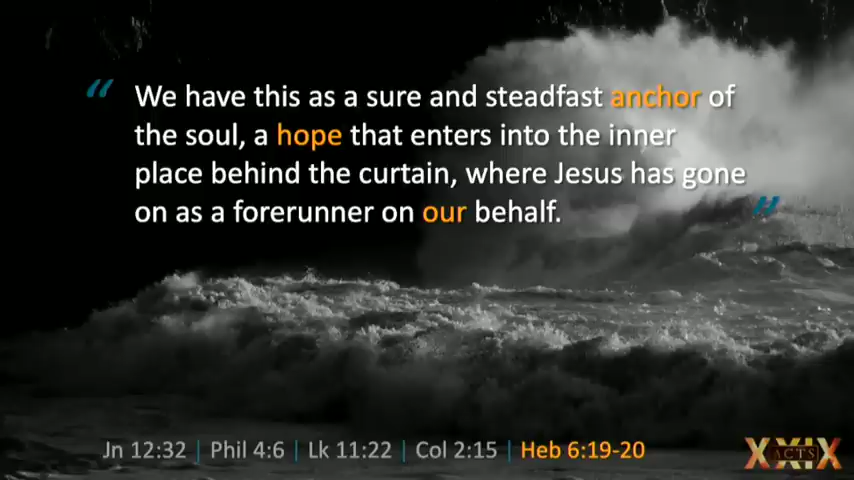 “ We have this as a sure and steadfast anchor of
the soul, a hope that enters into the inner
place behind the curtain, where Jesus has gone
on as a forerunner on our behalf. ”
Jn 12:32 | Phil 4:6 | Lk 11:22 | Col 2:15 | Heb 6:19-20
XXIX
ACTS